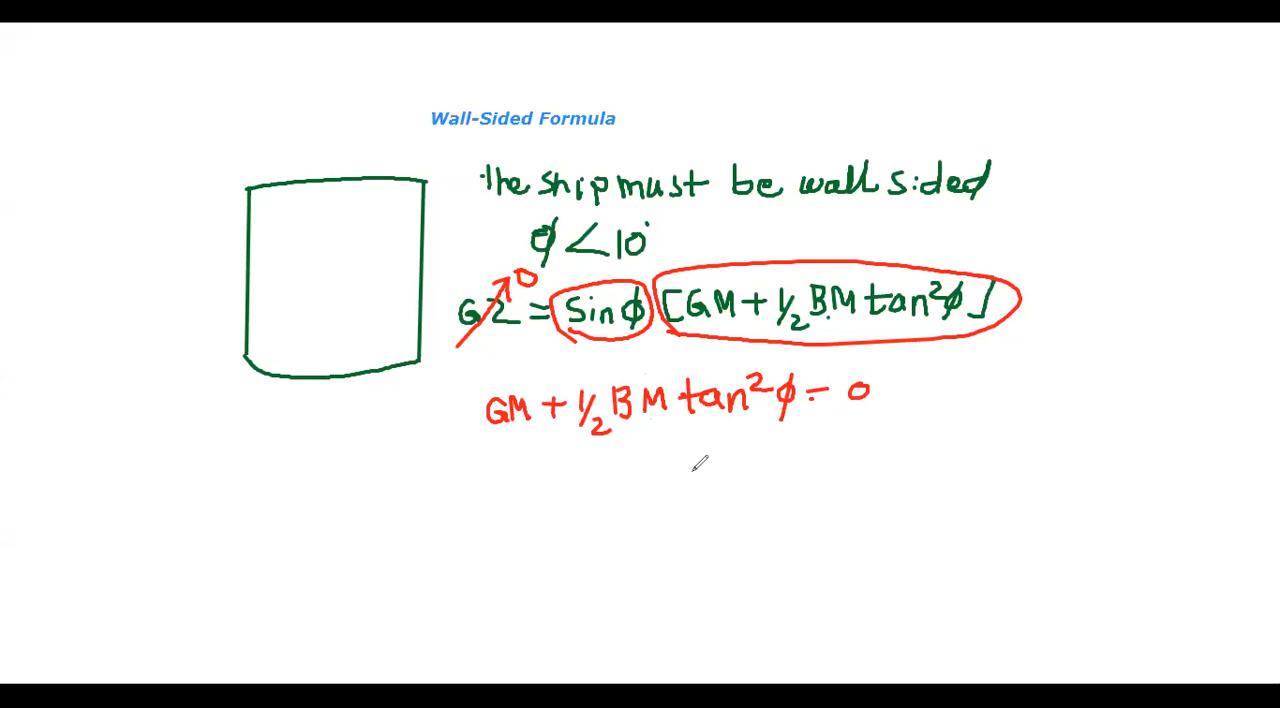 Wall-Sided Formula
the ship must be wall sided
ϕ < 10°
0
GZ = Sin ϕ [GM + 1/2 BM tan²ϕ]
GM + 1/2 BM tan²ϕ = 0